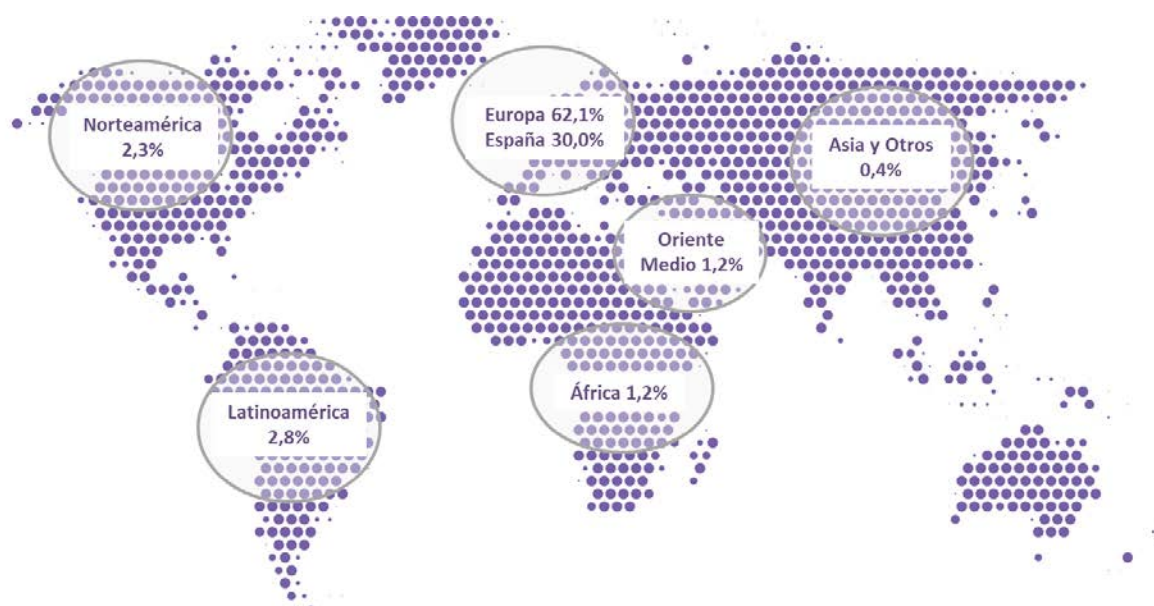 Norteamérica
2,3%
Europa 62,1%
España 30,0%
Asia y Otros
0,4%
Oriente
Medio 1,2%
África 1,2%
Latinoamérica
2,8%